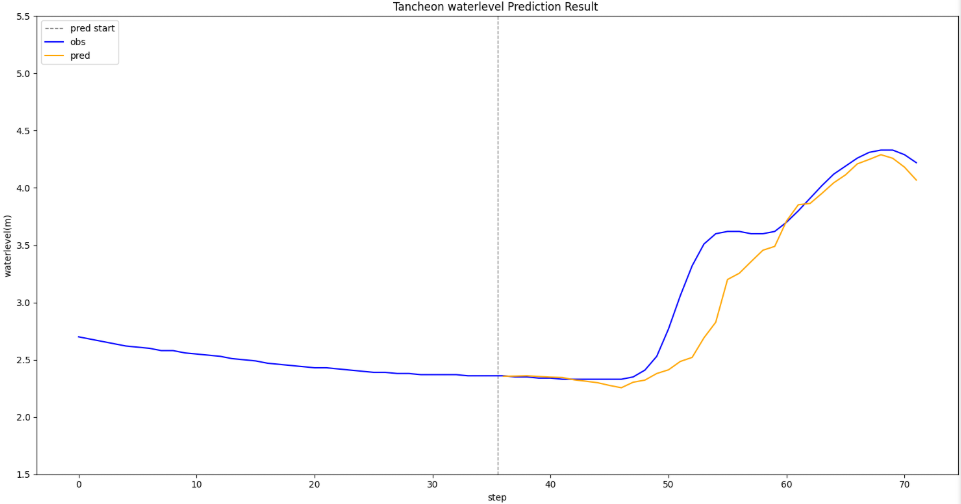 Tancheon waterlevel Prediction Result
pred start
obs
pred
5.5
5.0
4.5
4.0
3.5
3.0
2.5
2.0
1.5
waterlevel(m)
0 10 20 30 40 50 60 70
step